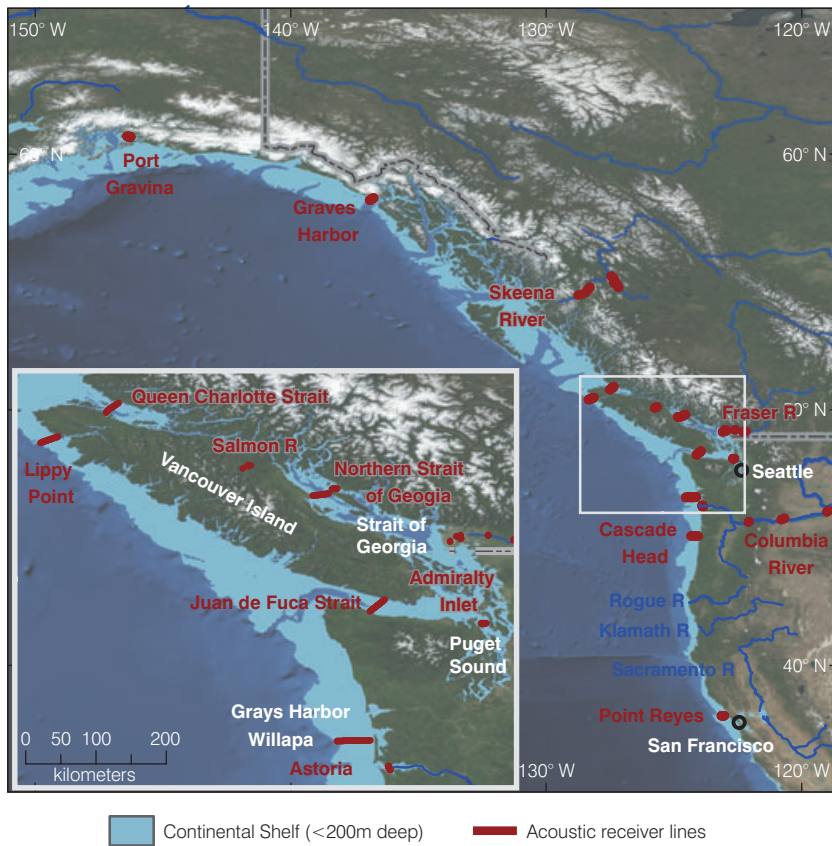 150° W
140° W
130° W
120° W
60° N
60° N
Port
Gravina
Graves
Harbor
Skeena
River
Fraser R
Seattle
Cascade
Head
Columbia
River
Rogue R
Klamath R
Sacramento R
40° N
Point Reyes
San Francisco
130° W
120° W
Queen Charlotte Strait
Lippy
Point
Salmon R
Vancouver Island
Northern Strait
of Geogia
Strait of
Georgia
Admiralty
Inlet
Juan de Fuca Strait
Puget
Sound
Grays Harbor
Willapa
Astoria
0 50 100 200
kilometers
Continental Shelf (<200m deep)
Acoustic receiver lines